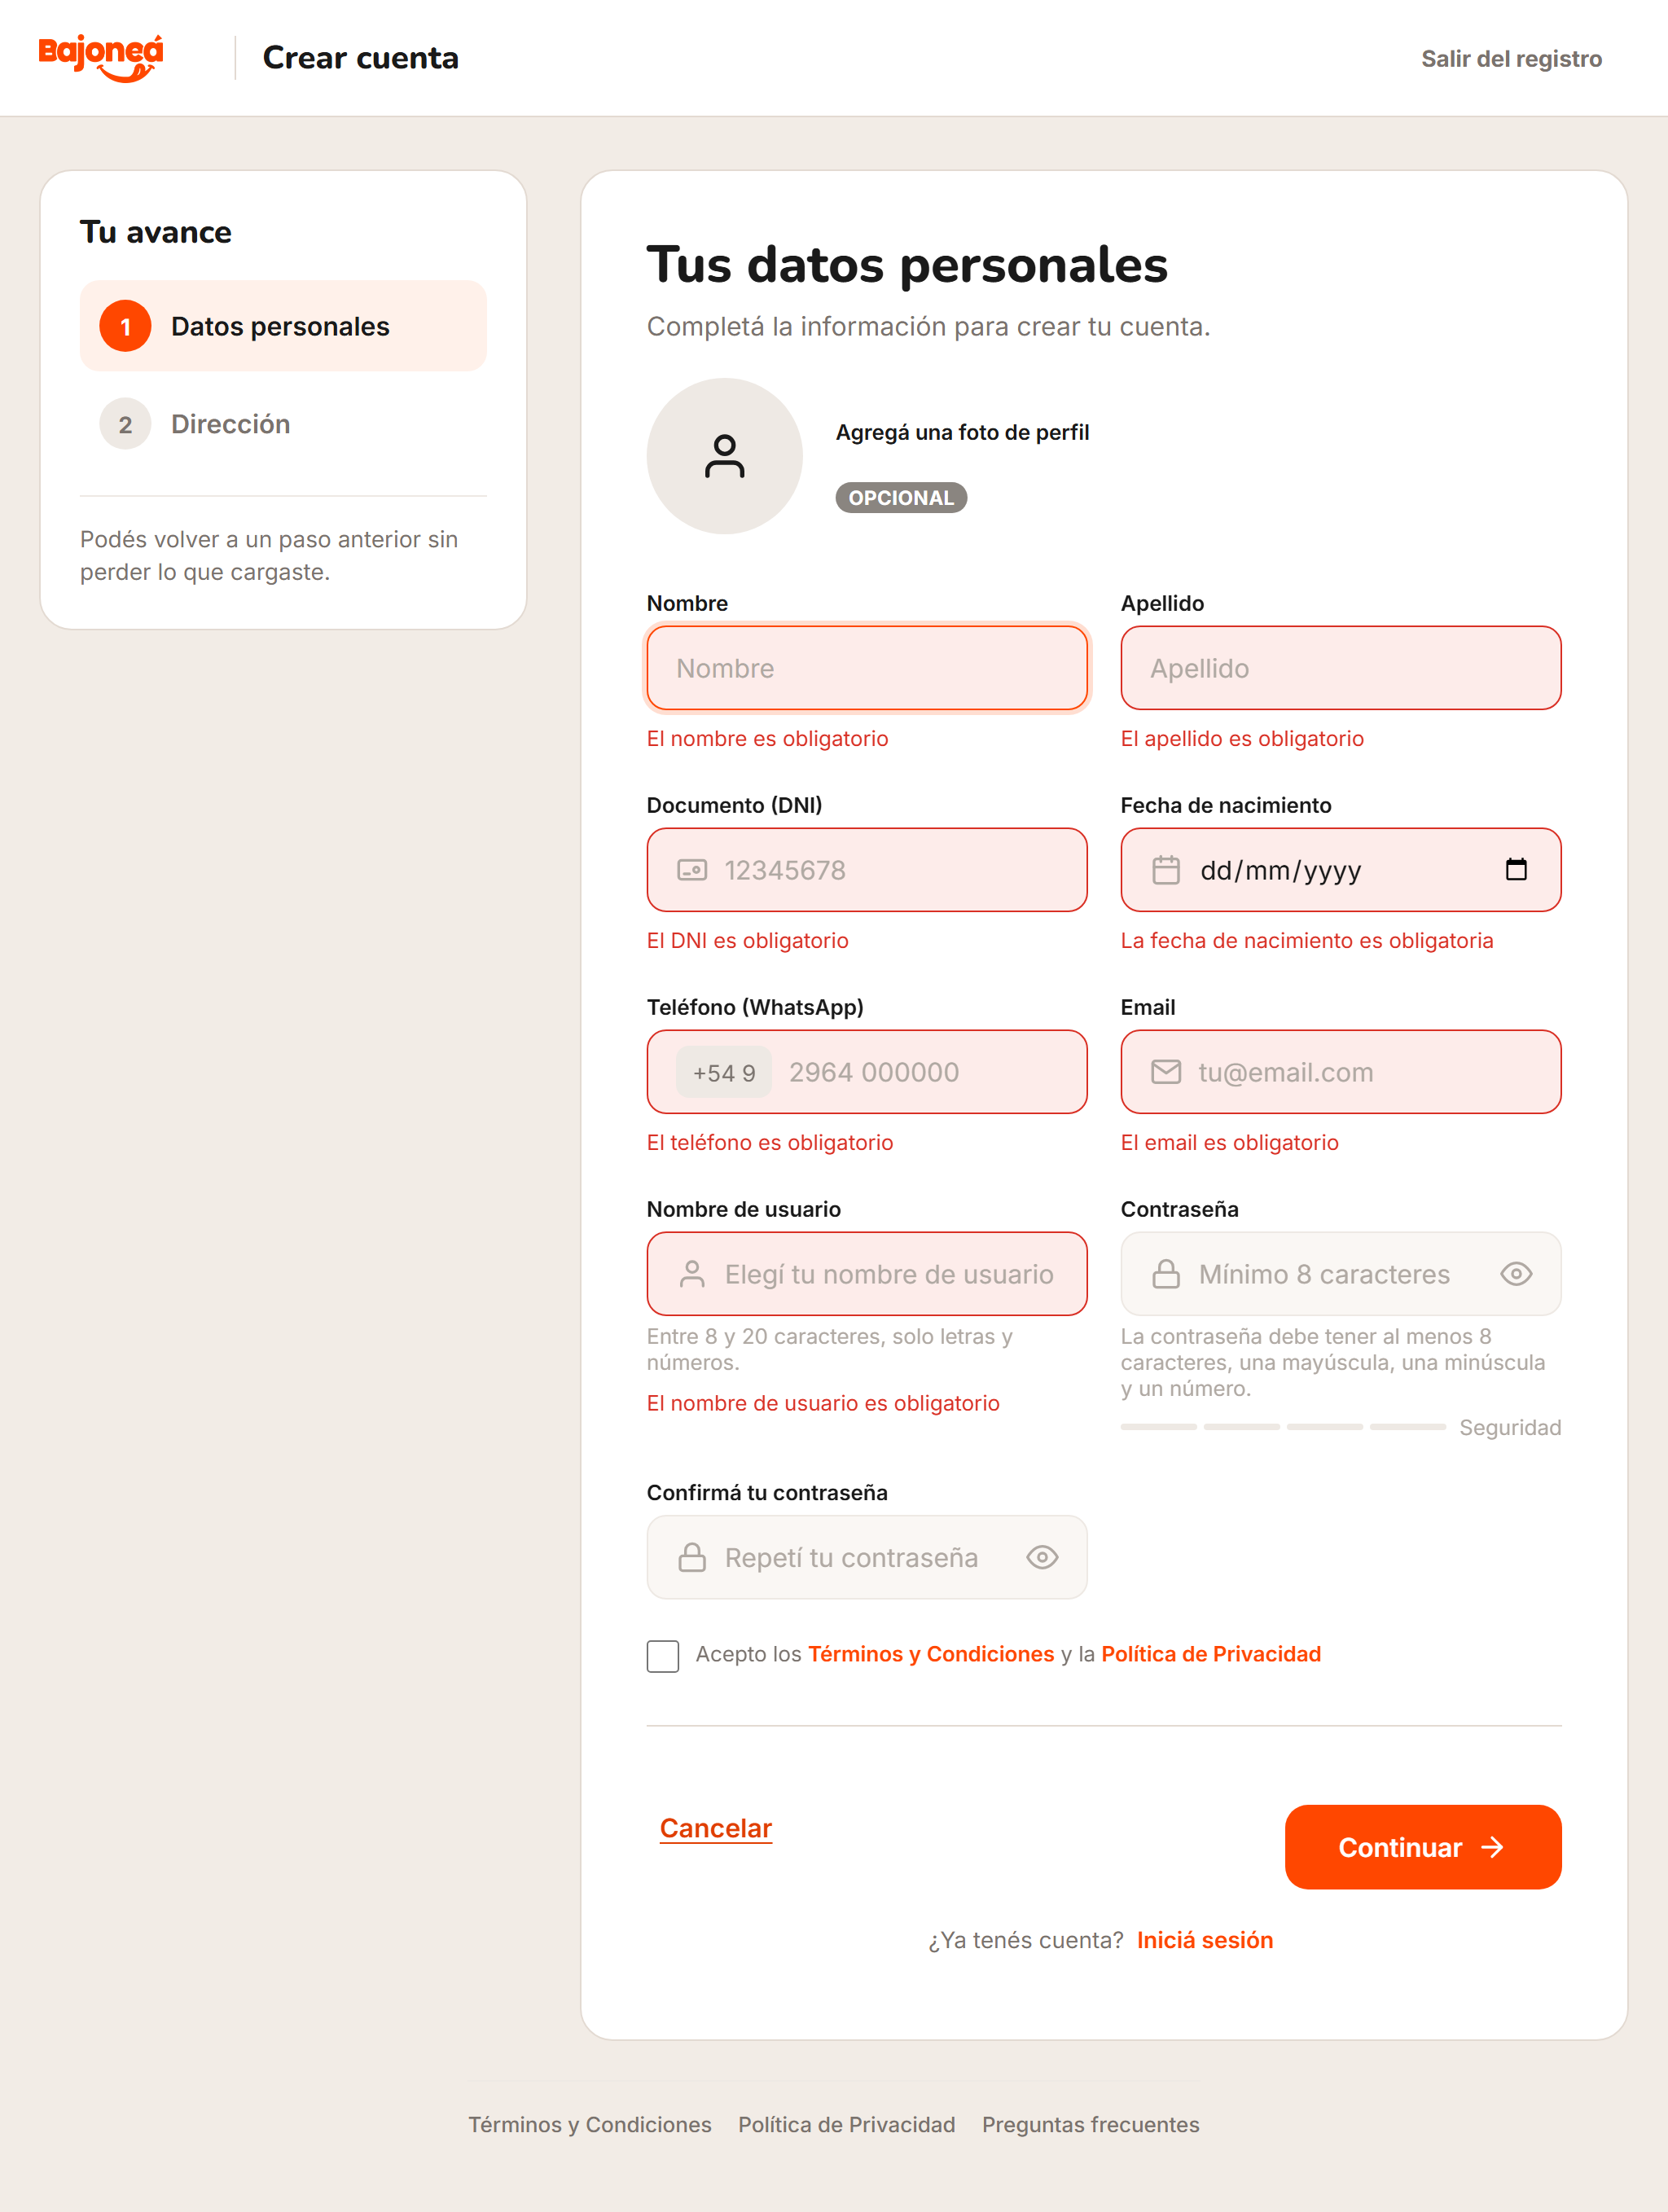 Bajoneá
Crear cuenta
Salir del registro
Tu avance
1 Datos personales
2 Dirección
Podés volver a un paso anterior sin
perder lo que cargaste.
Tus datos personales
Completá la información para crear tu cuenta.
Agregá una foto de perfil
OPCIONAL
Nombre
Nombre
El nombre es obligatorio
Apellido
Apellido
El apellido es obligatorio
Documento (DNI)
12345678
El DNI es obligatorio
Fecha de nacimiento
dd/mm/yyyy
La fecha de nacimiento es obligatoria
Teléfono (WhatsApp)
+54 9 2964 000000
El teléfono es obligatorio
Email
tu@email.com
El email es obligatorio
Nombre de usuario
Elegí tu nombre de usuario
Entre 8 y 20 caracteres, solo letras y
números.
El nombre de usuario es obligatorio
Contraseña
Mínimo 8 caracteres
La contraseña debe tener al menos 8
caracteres, una mayúscula, una minúscula
y un número.
Seguridad
Confirmá tu contraseña
Repetí tu contraseña
Acepto los Términos y Condiciones y la Política de Privacidad
Cancelar
Continuar
¿Ya tenés cuenta? Iniciá sesión
Términos y Condiciones Política de Privacidad Preguntas frecuentes